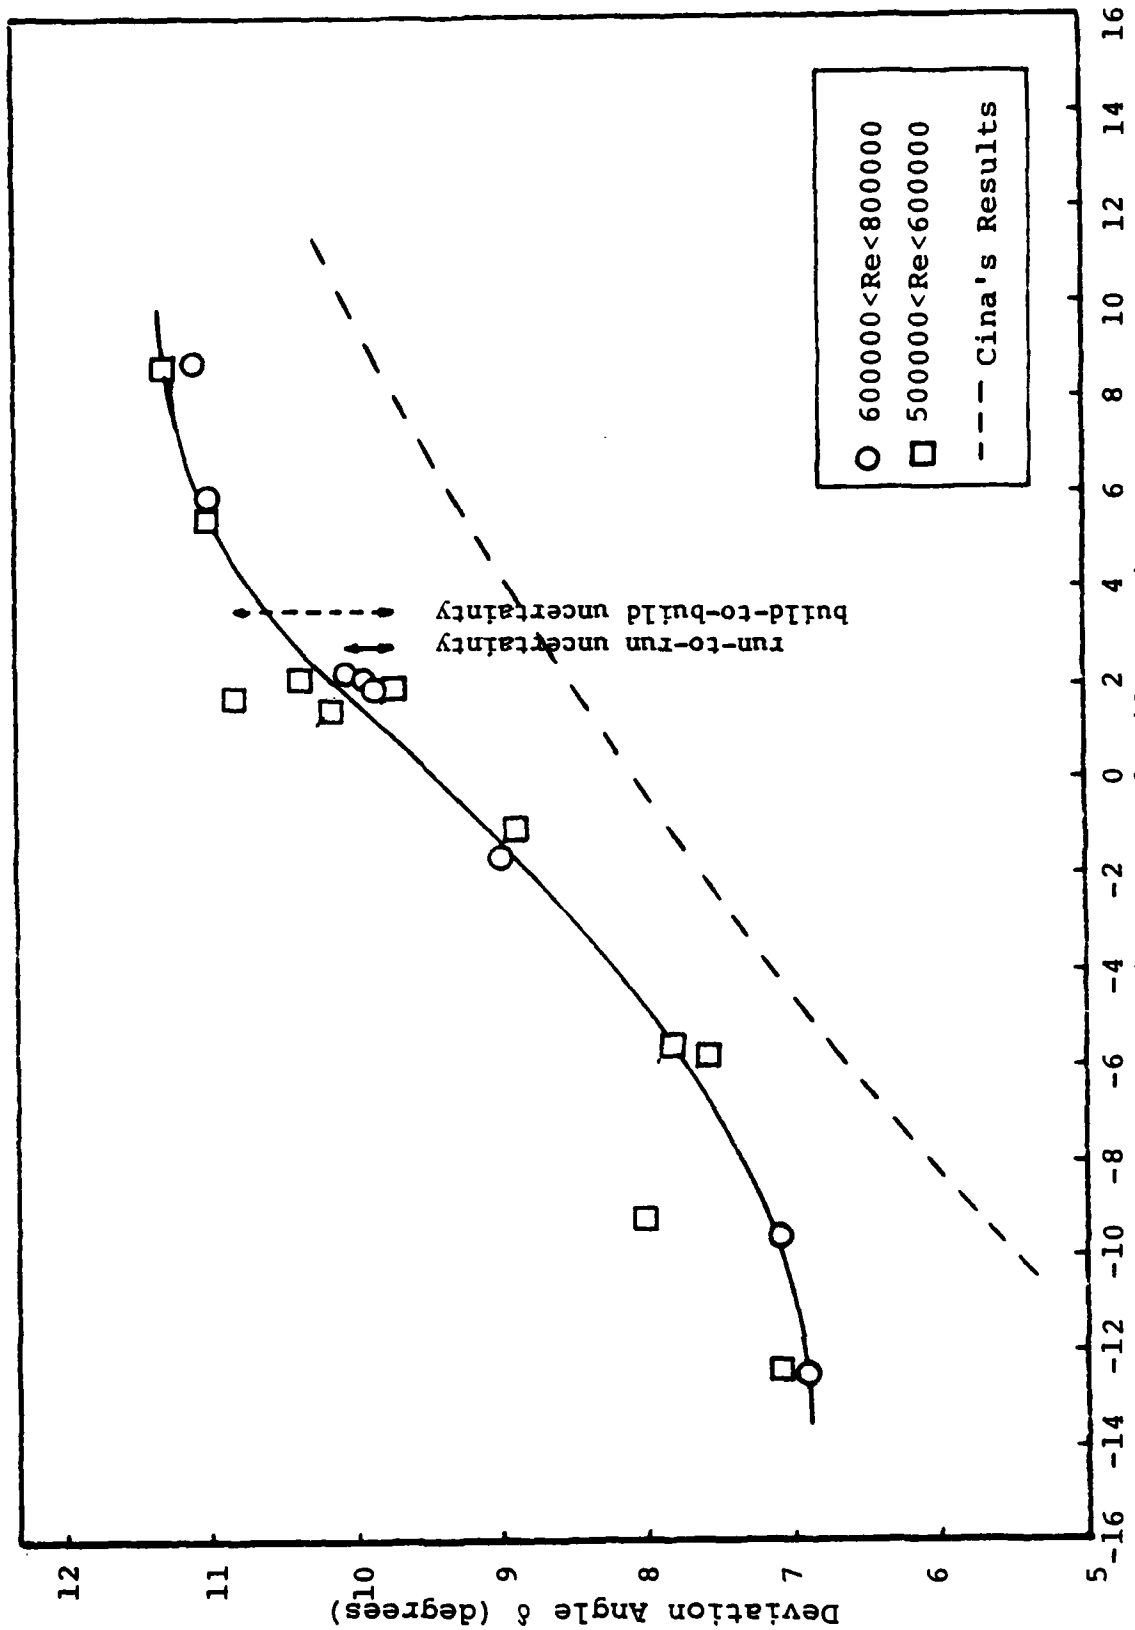 12
11
10
9
8
7
6
5
Deviation Angle δ (degrees)
-16 -14 -12 -10 -8 -6 -4 -2 0 2 4 6 8 10 12 14 16
build-to-build uncertainty
run-to-run uncertainty
600000<Re<800000
500000<Re<600000
Cina's Results